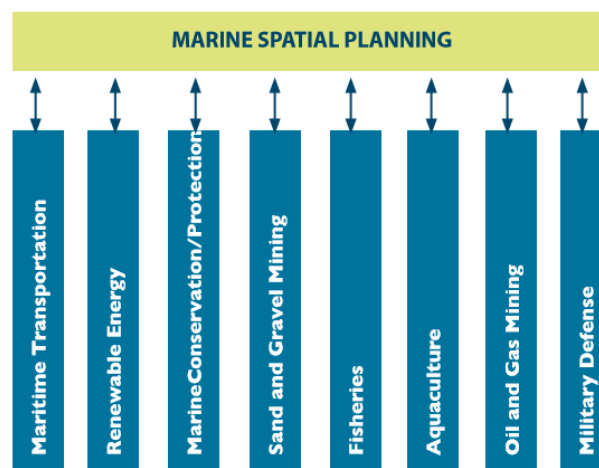 MARINE SPATIAL PLANNING
Maritime Transportation
Renewable Energy
MarineConservation/Protection
Sand and Gravel Mining
Fisheries
Aquaculture
Oil and Gas Mining
Military Defense